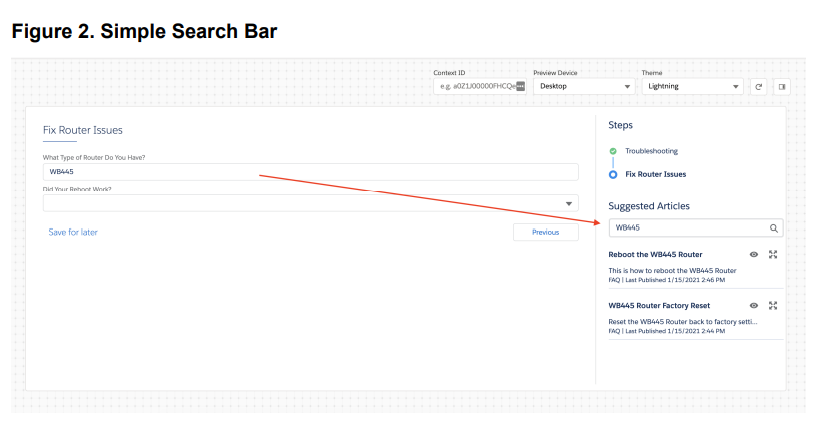 Figure 2. Simple Search Bar
Context ID
Preview Device
Theme
e.g. a0Z1J00000FHCQe
Desktop
Lightning
Fix Router Issues
What Type of Router Do You Have?
WB445
Did Your Reboot Work?
Save for later
Previous
Steps
Troubleshooting
Fix Router Issues
Suggested Articles
WB445
Reboot the WB445 Router
This is how to reboot the WB445 Router
FAQ | Last Published 1/15/2021 2:46 PM
WB445 Router Factory Reset
Reset the WB445 Router back to factory setti...
FAQ | Last Published 1/15/2021 2:44 PM